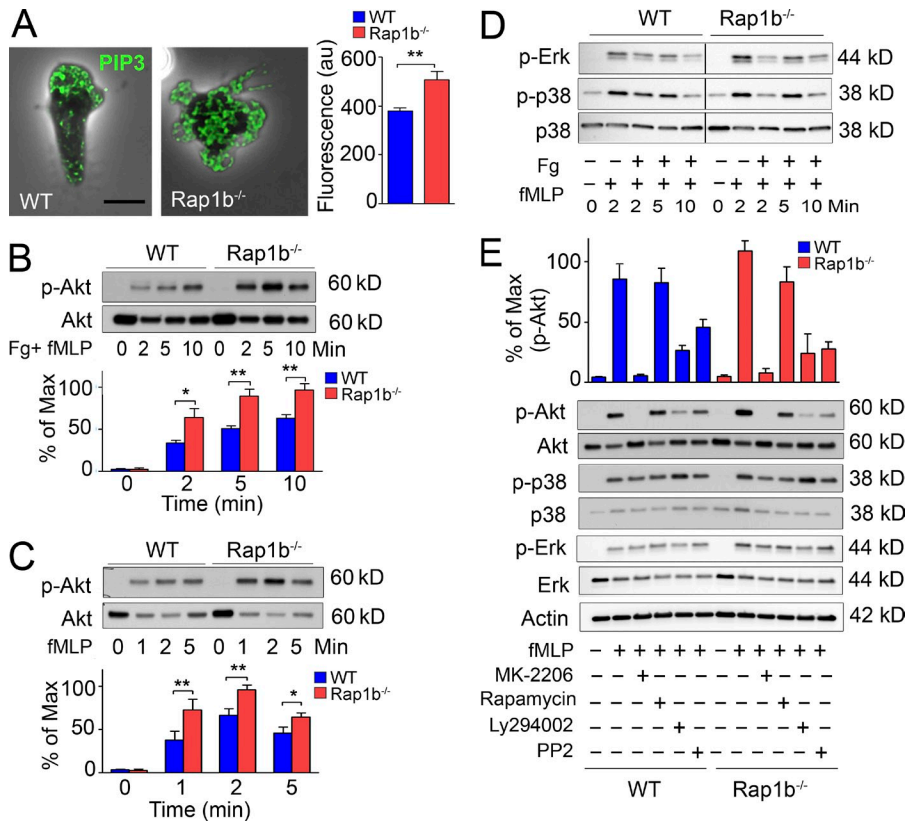 A
WT
Rap1b-/-
**
PIP3
WT
Rap1b-/-
Fluorescence (au)
600
400
600
0
B
WT Rap1b-/-
p-Akt 60 kD
Akt 60 kD
Fg+ fMLP 0 2 5 10 0 2 5 10 Min
% of Max
100
50
0
* ** **
WT
Rap1b-/-
0 2 5 10
Time (min)
C
WT Rap1b-/-
p-Akt 60 kD
Akt 60 kD
fMLP 0 1 2 5 0 1 2 5 Min
% of Max
100
50
0
** ** *
WT
Rap1b-/-
0 1 2 5
Time (min)
D
WT Rap1b-/-
p-Erk 44 kD
p-p38 38 kD
p38 38 kD
Fg − − + + + − − + + +
fMLP − + + + + − + + + +
0 2 2 5 10 0 2 2 5 10 Min
E
WT
Rap1b-/-
% of Max
(p-Akt)
100
50
0
p-Akt 60 kD
Akt 60 kD
p-p38 38 kD
p38 38 kD
p-Erk 44 kD
Erk 44 kD
Actin 42 kD
fMLP − + + + + + − + + + + +
MK-2206 − − + − − − − − + − − −
Rapamycin − − − + − − − − − + − −
Ly294002 − − − − + − − − − − + −
PP2 − − − − − + − − − − − +
WT Rap1b-/-